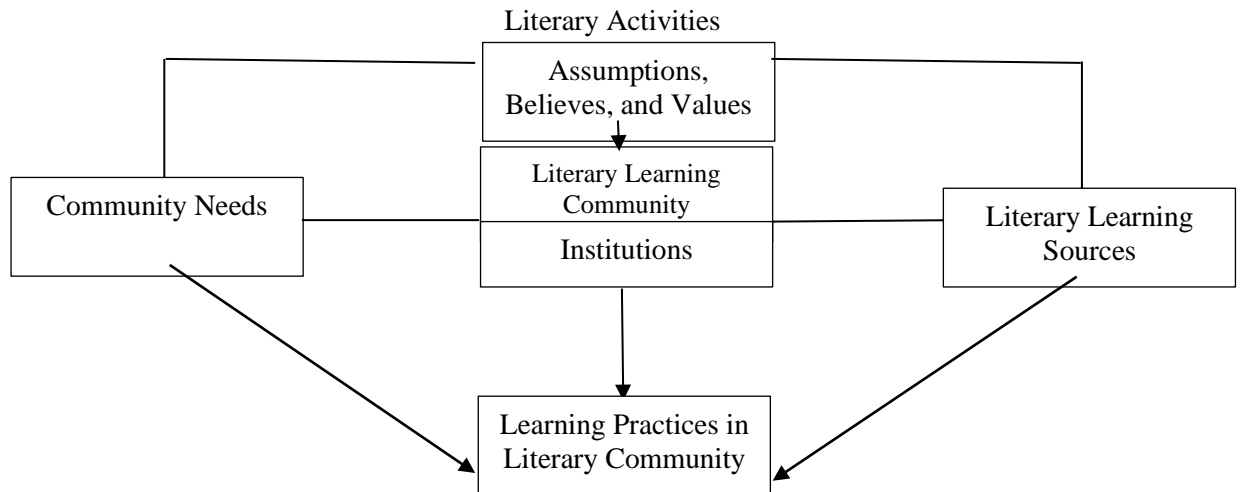 Literary Activities
Assumptions,
Believes, and Values
Literary Learning
Community
Institutions
Community Needs
Literary Learning
Sources
Learning Practices in
Literary Community